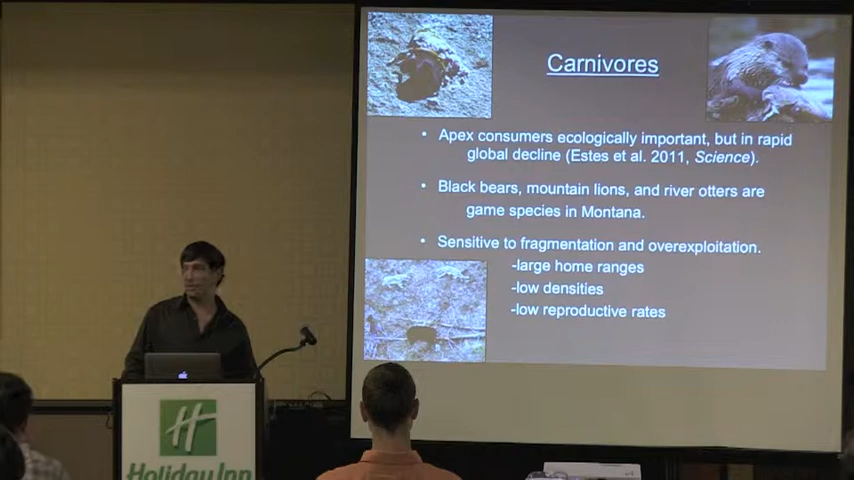 Carnivores
• Apex consumers ecologically important, but in rapid
global decline (Estes et al. 2011, Science).
• Black bears, mountain lions, and river otters are
game species in Montana.
• Sensitive to fragmentation and overexploitation.
-large home ranges
-low densities
-low reproductive rates
H
Holiday Inn